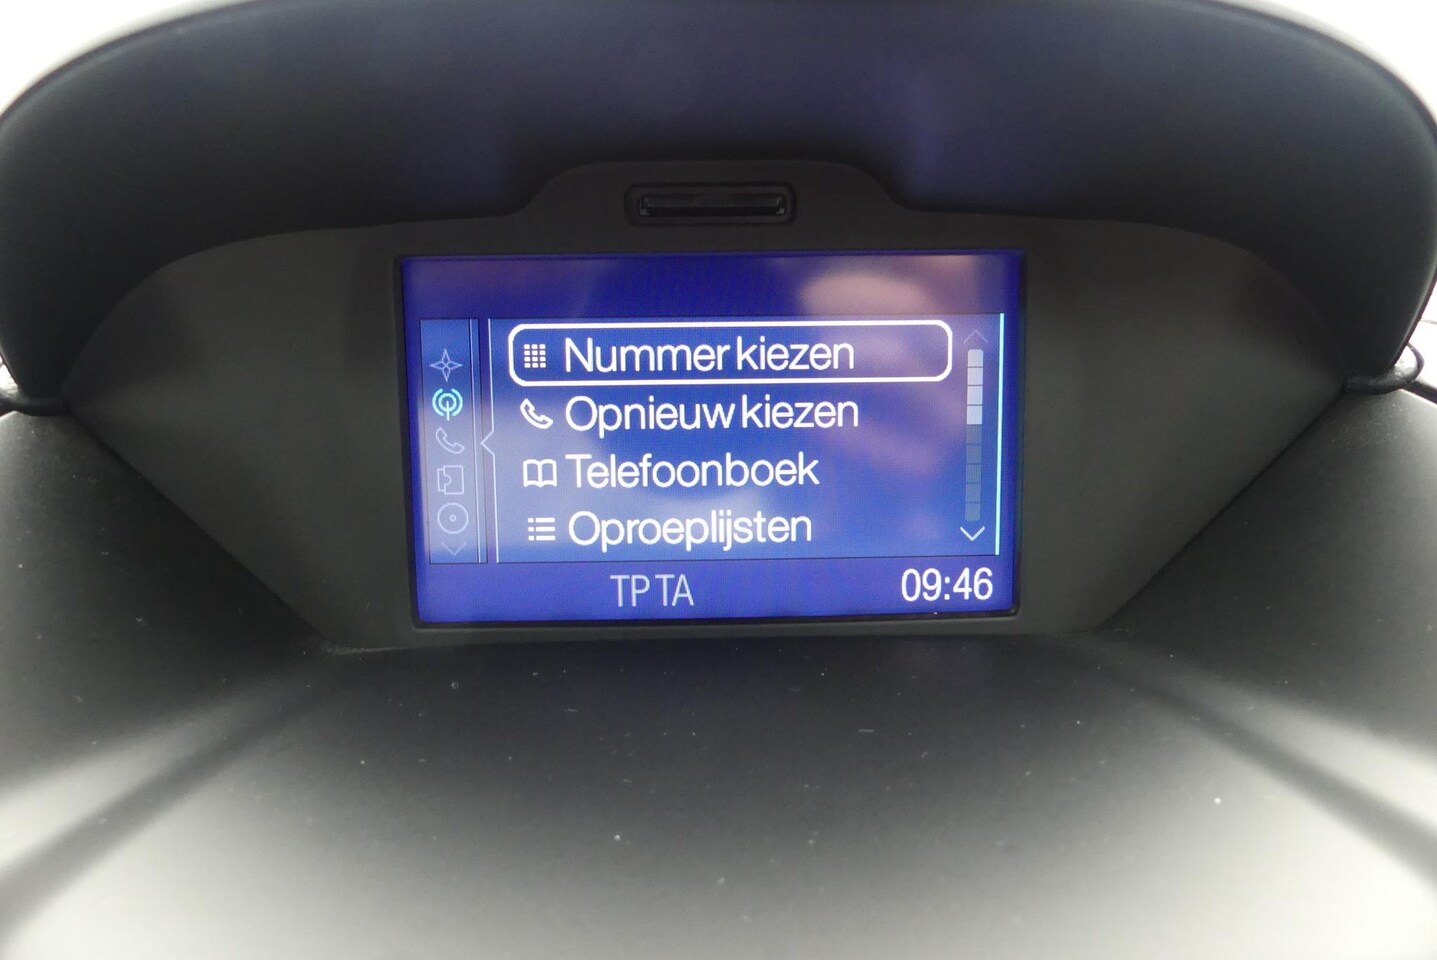 Nummer kiezen
Opnieuw kiezen
Telefoonboek
Oproeplijsten
TP TA
09:46